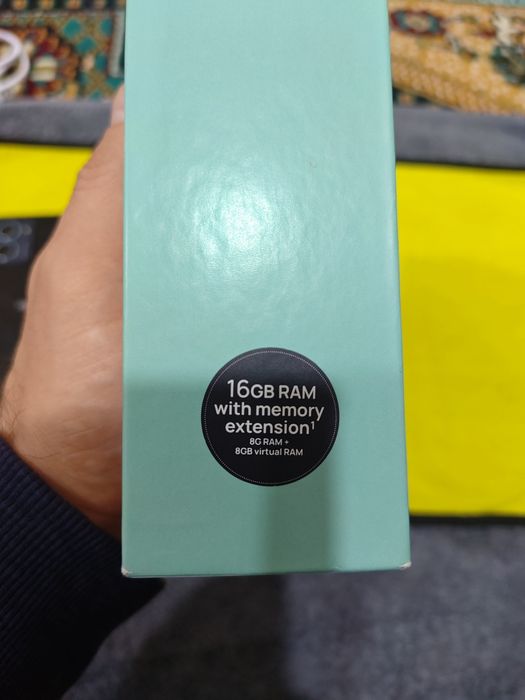 16GB RAM
with memory
extension¹
8G RAM +
8GB virtual RAM